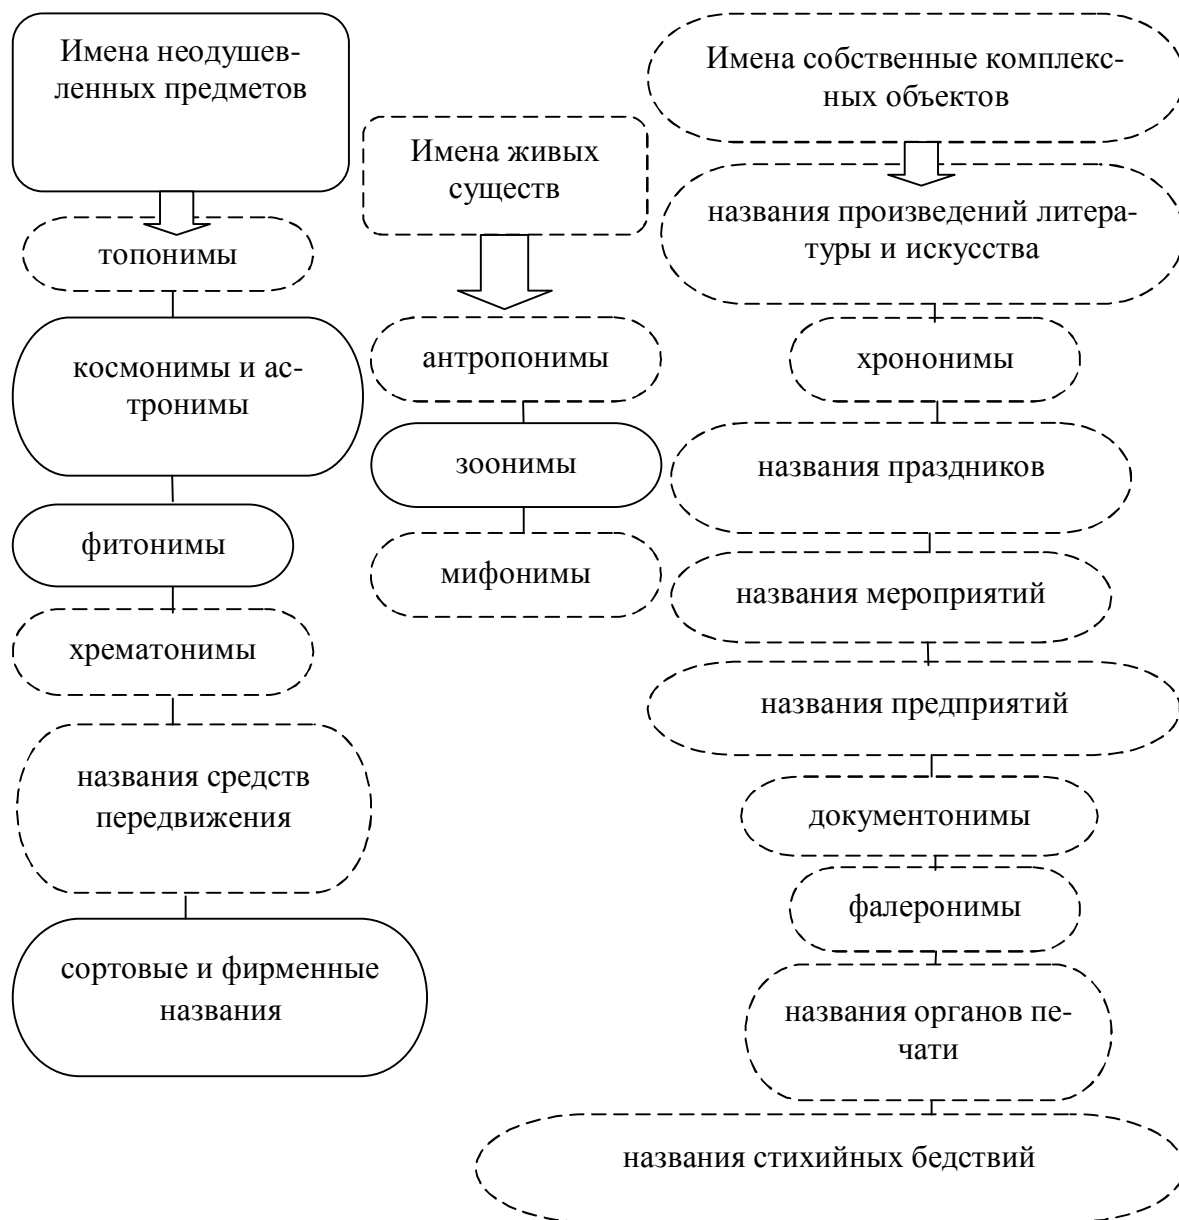 Имена неодушев-
ленных предметов
топонимы
космонимы и ас-
тронимы
фитонимы
хрематонимы
названия средств
передвижения
сортовые и фирменные
названия
Имена живых
существ
антропонимы
зоонимы
мифонимы
Имена собственные комплекс-
ных объектов
названия произведений литера-
туры и искусства
хрононимы
названия праздников
названия мероприятий
названия предприятий
документонимы
фалеронимы
названия органов пе-
чати
названия стихийных бедствий